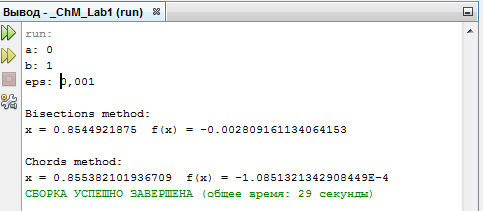 Вывод - _ChM_Lab1 (run)
run:
a: 0
b: 1
eps: 0,001
Bisections method:
x = 0.8544921875  f(x) = -0.002809161134064153
Chords method:
x = 0.855382101936709  f(x) = -1.0851321342908449E-4
СБОРКА УСПЕШНО ЗАВЕРШЕНА (общее время: 29 секунды)